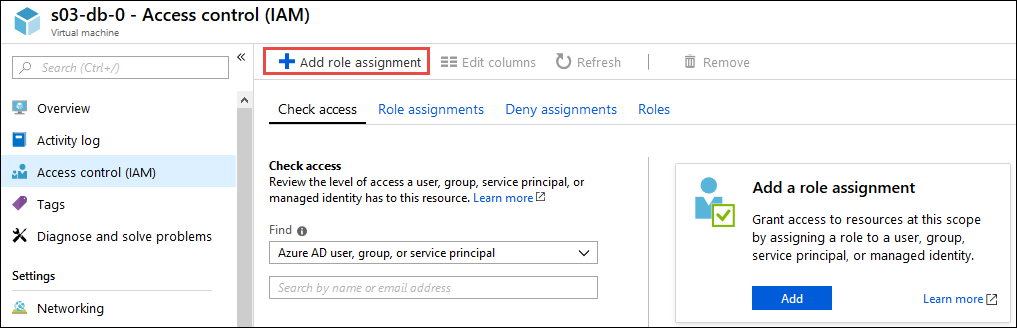 s03-db-0 - Access control (IAM)
Virtual machine
Search (Ctrl+/)
Overview
Activity log
Access control (IAM)
Tags
Diagnose and solve problems
Settings
Networking
Add role assignment
Edit columns
Refresh
Remove
Check access
Role assignments
Deny assignments
Roles
Check access
Review the level of access a user, group, service principal, or
managed identity has to this resource. Learn more
Find
Azure AD user, group, or service principal
Search by name or email address
Add a role assignment
Grant access to resources at this scope
by assigning a role to a user, group,
service principal, or managed identity.
Add
Learn more